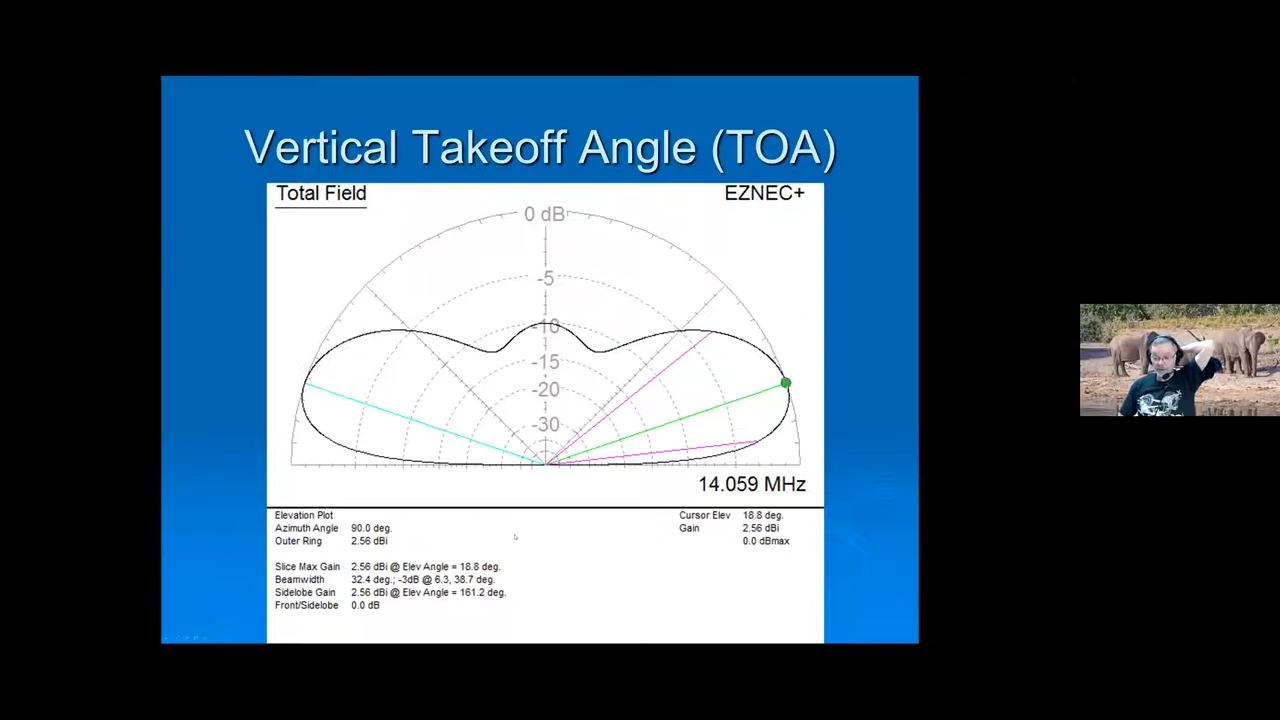 Vertical Takeoff Angle (TOA)
Total Field
EZNEC+
0 dB
-5
-10
-15
-20
-30
14.059 MHz
Elevation Plot
Azimuth Angle 90.0 deg.
Outer Ring 2.56 dBi
Cursor Elev 18.8 deg.
Gain 2.56 dBi
0.0 dBmax
Slice Max Gain 2.56 dBi @ Elev Angle = 18.8 deg.
Beamwidth 32.4 deg.; -3dB @ 6.3, 38.7 deg.
Sidelobe Gain 2.56 dBi @ Elev Angle = 161.2 deg.
Front/Sidelobe 0.0 dB